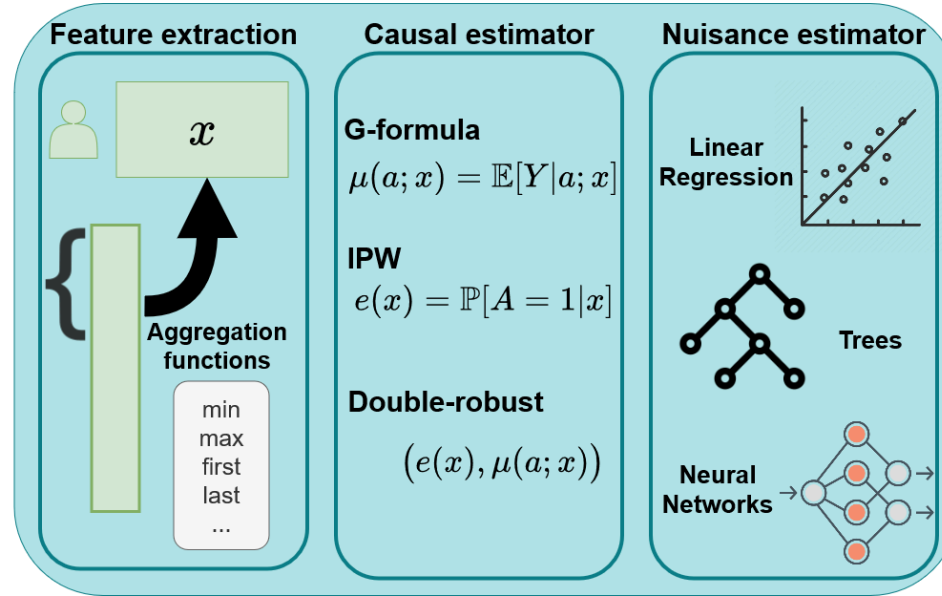 Feature extraction
x
{
Aggregation
functions
min
max
first
last
...
Causal estimator
G-formula
μ(a; x) = 𝔼[Y|a; x]
IPW
e(x) = ℙ[A = 1|x]
Double-robust
(e(x), μ(a; x))
Nuisance estimator
Linear
Regression
Trees
Neural
Networks